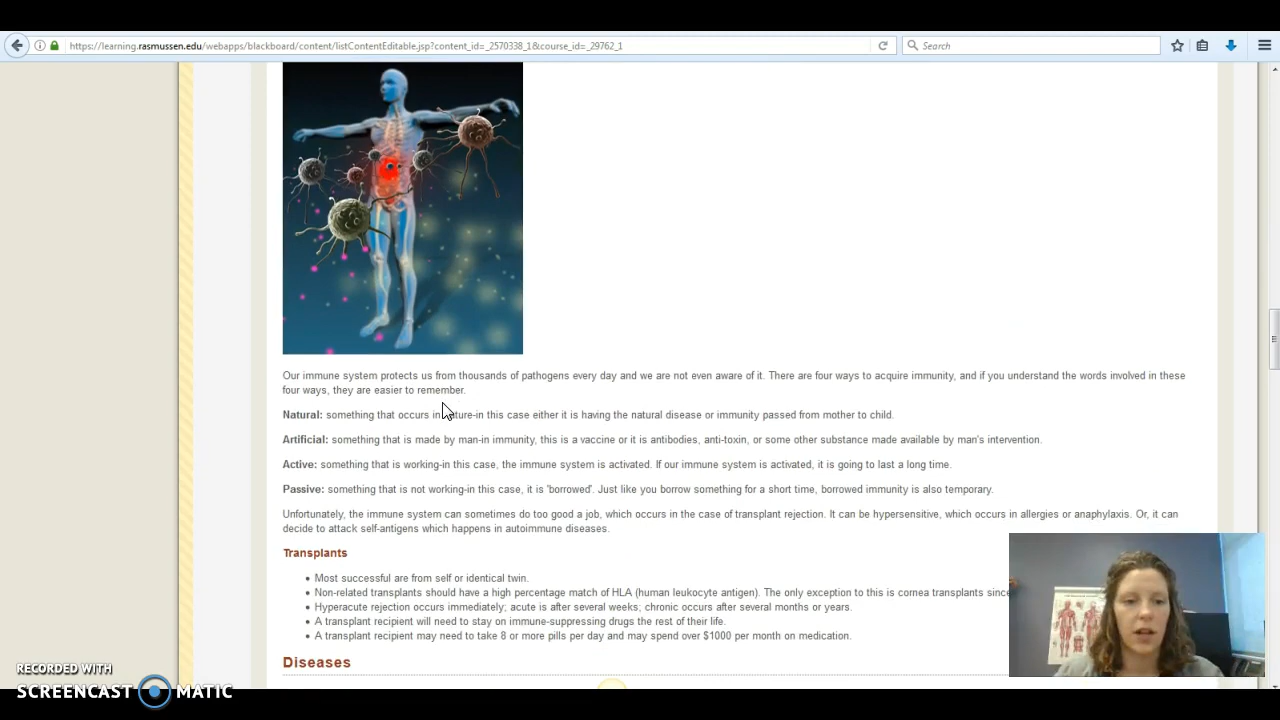 https://learning.rasmussen.edu/webapps/blackboard/content/listContentEditable.jsp?content_id=_2570338_1&course_id=_29762_1
Search
Our immune system protects us from thousands of pathogens every day and we are not even aware of it. There are four ways to acquire immunity, and if you understand the words involved in these
four ways, they are easier to remember.
Natural: something that occurs in nature-in this case either it is having the natural disease or immunity passed from mother to child.
Artificial: something that is made by man-in immunity, this is a vaccine or it is antibodies, anti-toxin, or some other substance made available by man's intervention.
Active: something that is working-in this case, the immune system is activated. If our immune system is activated, it is going to last a long time.
Passive: something that is not working-in this case, it is 'borrowed'. Just like you borrow something for a short time, borrowed immunity is also temporary.
Unfortunately, the immune system can sometimes do too good a job, which occurs in the case of transplant rejection. It can be hypersensitive, which occurs in allergies or anaphylaxis. Or, it can
decide to attack self-antigens which happens in autoimmune diseases.
Transplants
• Most successful are from self or identical twin.
• Non-related transplants should have a high percentage match of HLA (human leukocyte antigen). The only exception to this is cornea transplants since
• Hyperacute rejection occurs immediately; acute is after several weeks; chronic occurs after several months or years.
• A transplant recipient will need to stay on immune-suppressing drugs the rest of their life.
• A transplant recipient may need to take 8 or more pills per day and may spend over $1000 per month on medication.
Diseases
RECORDED WITH
SCREENCAST MATIC